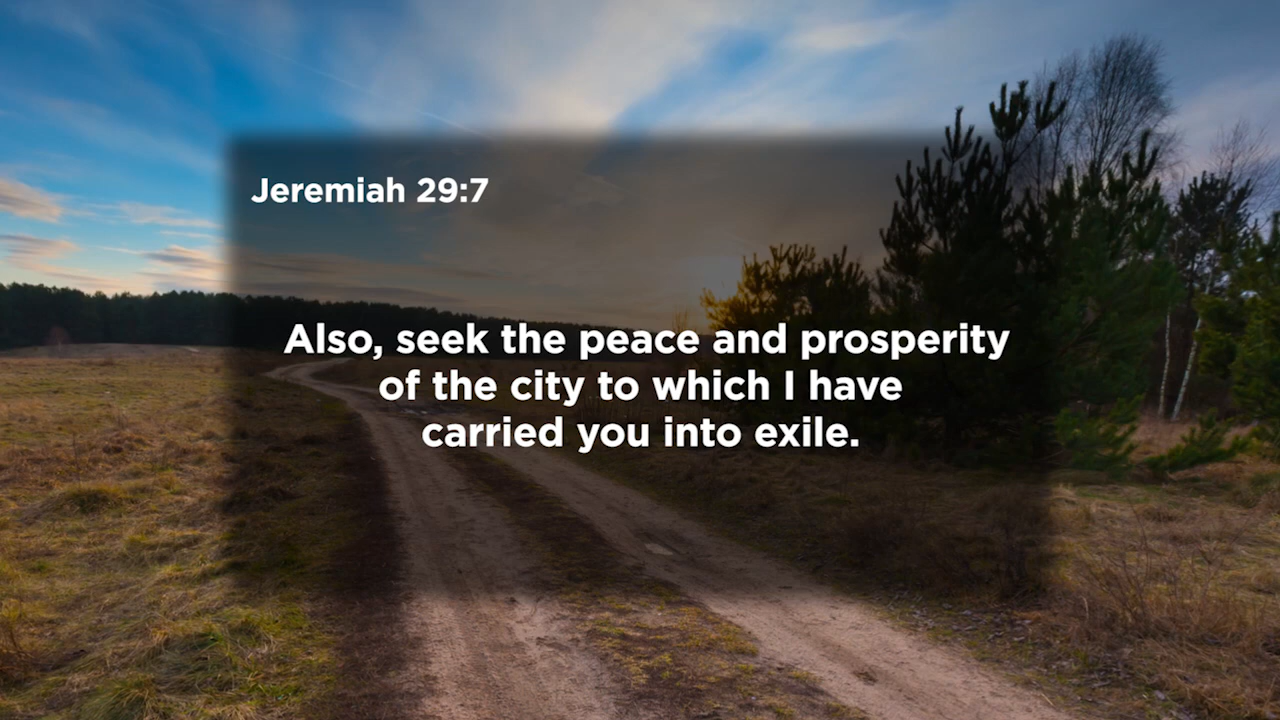 Jeremiah 29:7
Also, seek the peace and prosperity
of the city to which I have
carried you into exile.